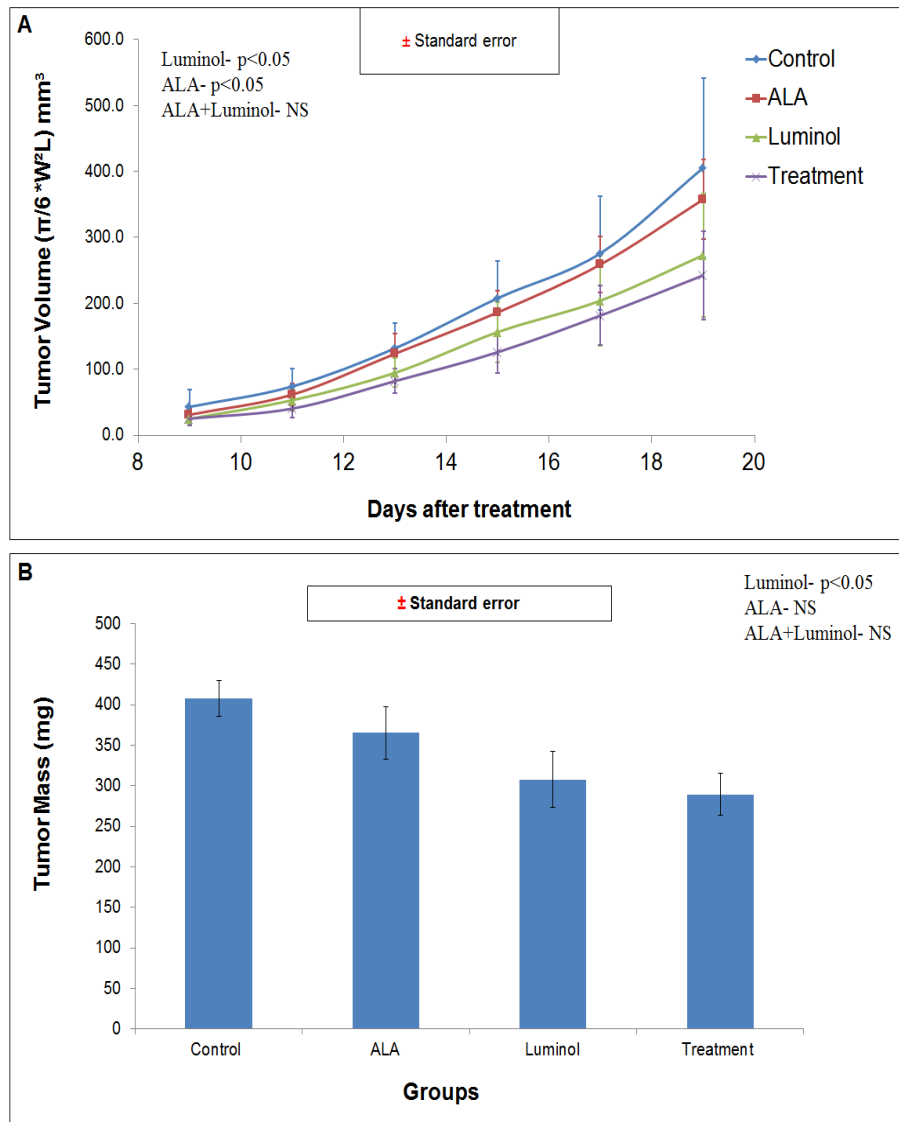 A
± Standard error
Luminol- p<0.05
ALA- p<0.05
ALA+Luminol- NS
Control
ALA
Luminol
Treatment
Tumor Volume (π/6 *W²L) mm³
600.0
500.0
400.0
300.0
200.0
100.0
0.0
8
10
12
14
16
18
20
Days after treatment
B
± Standard error
Luminol- p<0.05
ALA- NS
ALA+Luminol- NS
Tumor Mass (mg)
500
450
400
350
300
250
200
150
100
50
0
Control
ALA
Luminol
Treatment
Groups